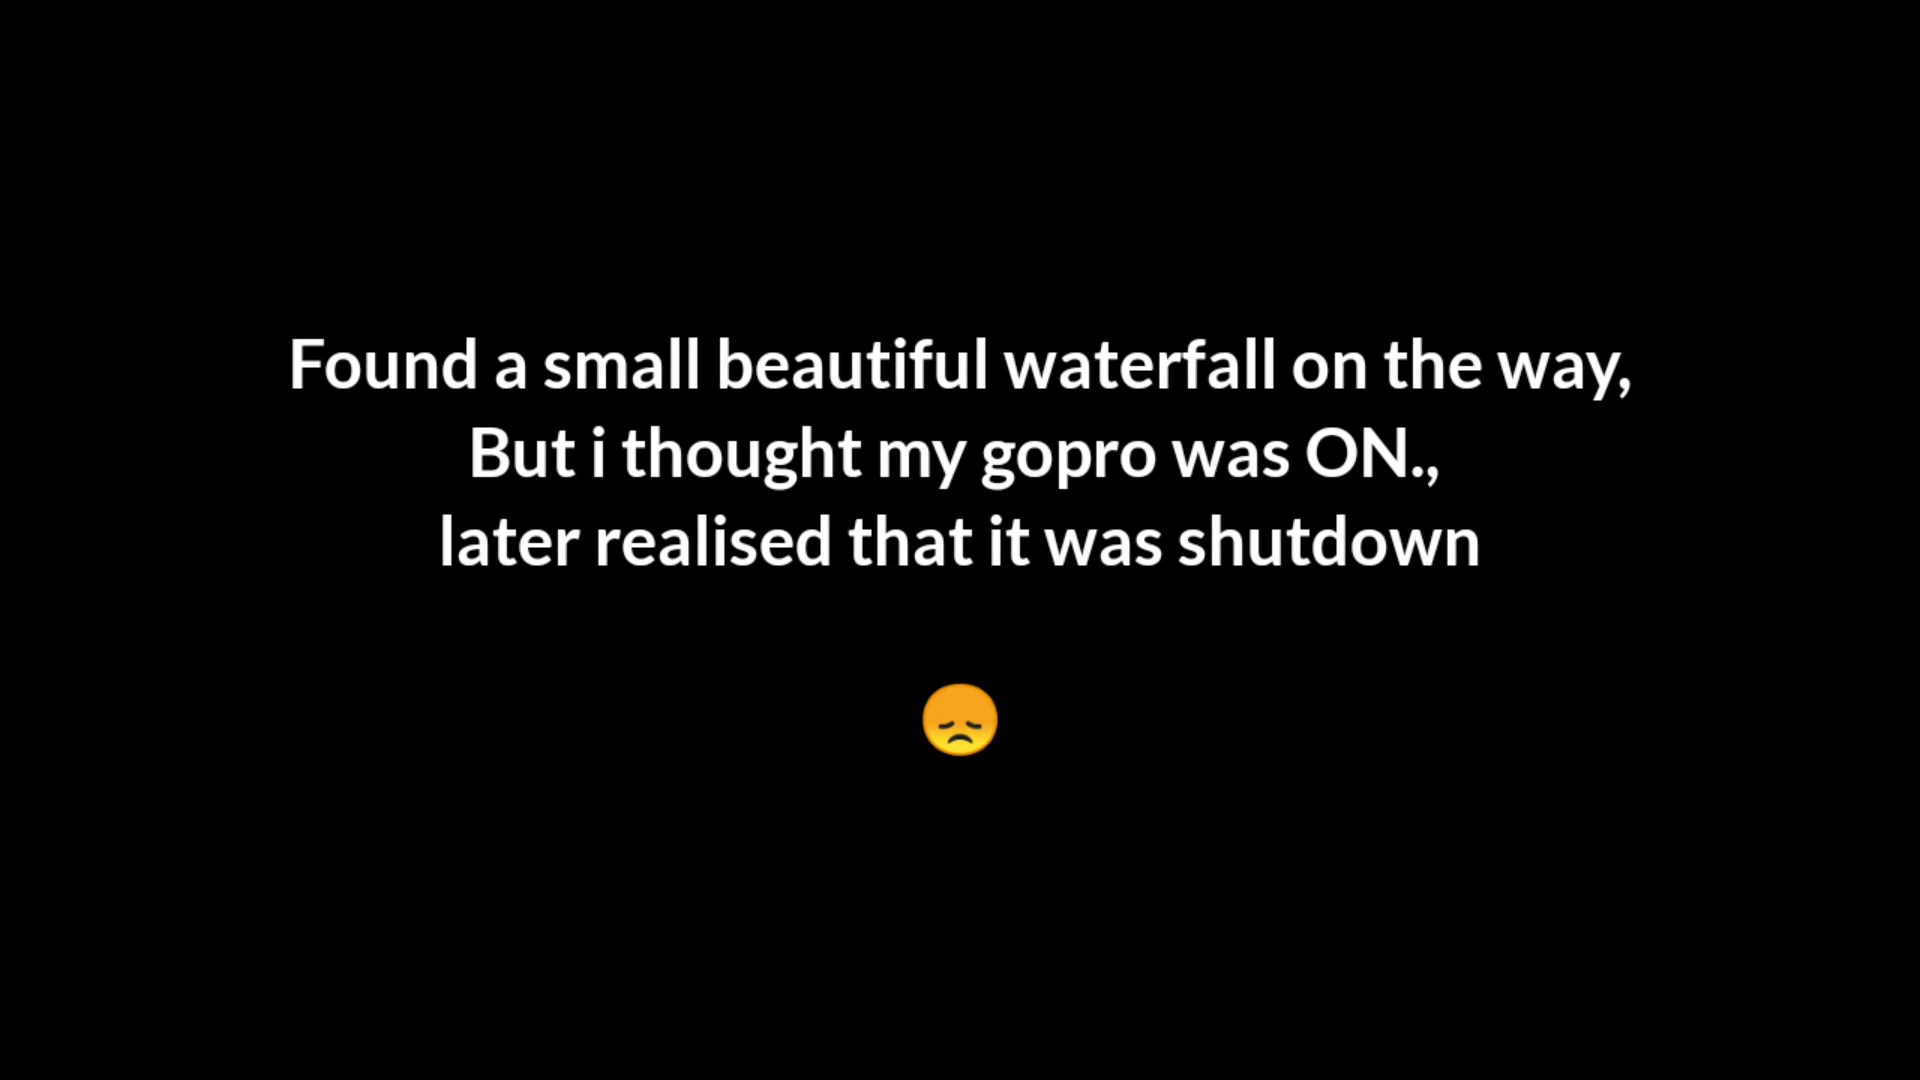 Found a small beautiful waterfall on the way,
But i thought my gopro was ON.,
later realised that it was shutdown
😞